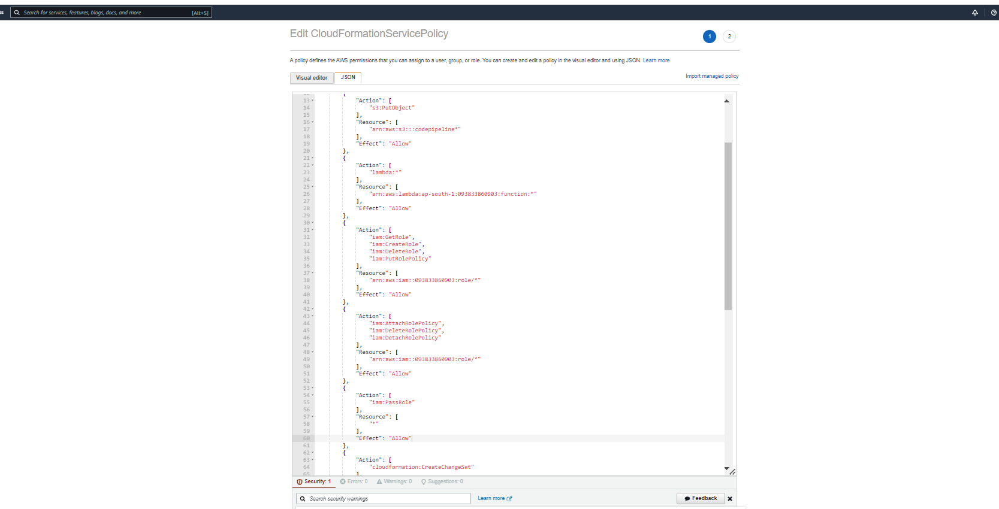 es
Search for services, features, blogs, docs, and more [Alt+S]
Edit CloudFormationServicePolicy
1 2
A policy defines the AWS permissions that you can assign to a user, group, or role. You can create and edit a policy in the visual editor and using JSON. Learn more
Visual editor JSON Import managed policy
12 {
13 "Action": [
14 "s3:PutObject"
15 ],
16 "Resource": [
17 "arn:aws:s3:::codepipeline*"
18 ],
19 "Effect": "Allow"
20 },
21 {
22 "Action": [
23 "lambda:*"
24 ],
25 "Resource": [
26 "arn:aws:lambda:ap-south-1:093833860903:function:*"
27 ],
28 "Effect": "Allow"
29 },
30 {
31 "Action": [
32 "iam:GetRole",
33 "iam:CreateRole",
34 "iam:DeleteRole",
35 "iam:PutRolePolicy"
36 ],
37 "Resource": [
38 "arn:aws:iam::093833860903:role/*"
39 ],
40 "Effect": "Allow"
41 },
42 {
43 "Action": [
44 "iam:AttachRolePolicy",
45 "iam:DeleteRolePolicy",
46 "iam:DetachRolePolicy"
47 ],
48 "Resource": [
49 "arn:aws:iam::093833860903:role/*"
50 ],
51 "Effect": "Allow"
52 },
53 {
54 "Action": [
55 "iam:PassRole"
56 ],
57 "Resource": [
58 "*"
59 ],
60 "Effect": "Allow"
61 },
62 {
63 "Action": [
64 "cloudformation:CreateChangeSet"
65 ],
Security: 1 Errors: 0 Warnings: 0 Suggestions: 0
Search security warnings Learn more Feedback